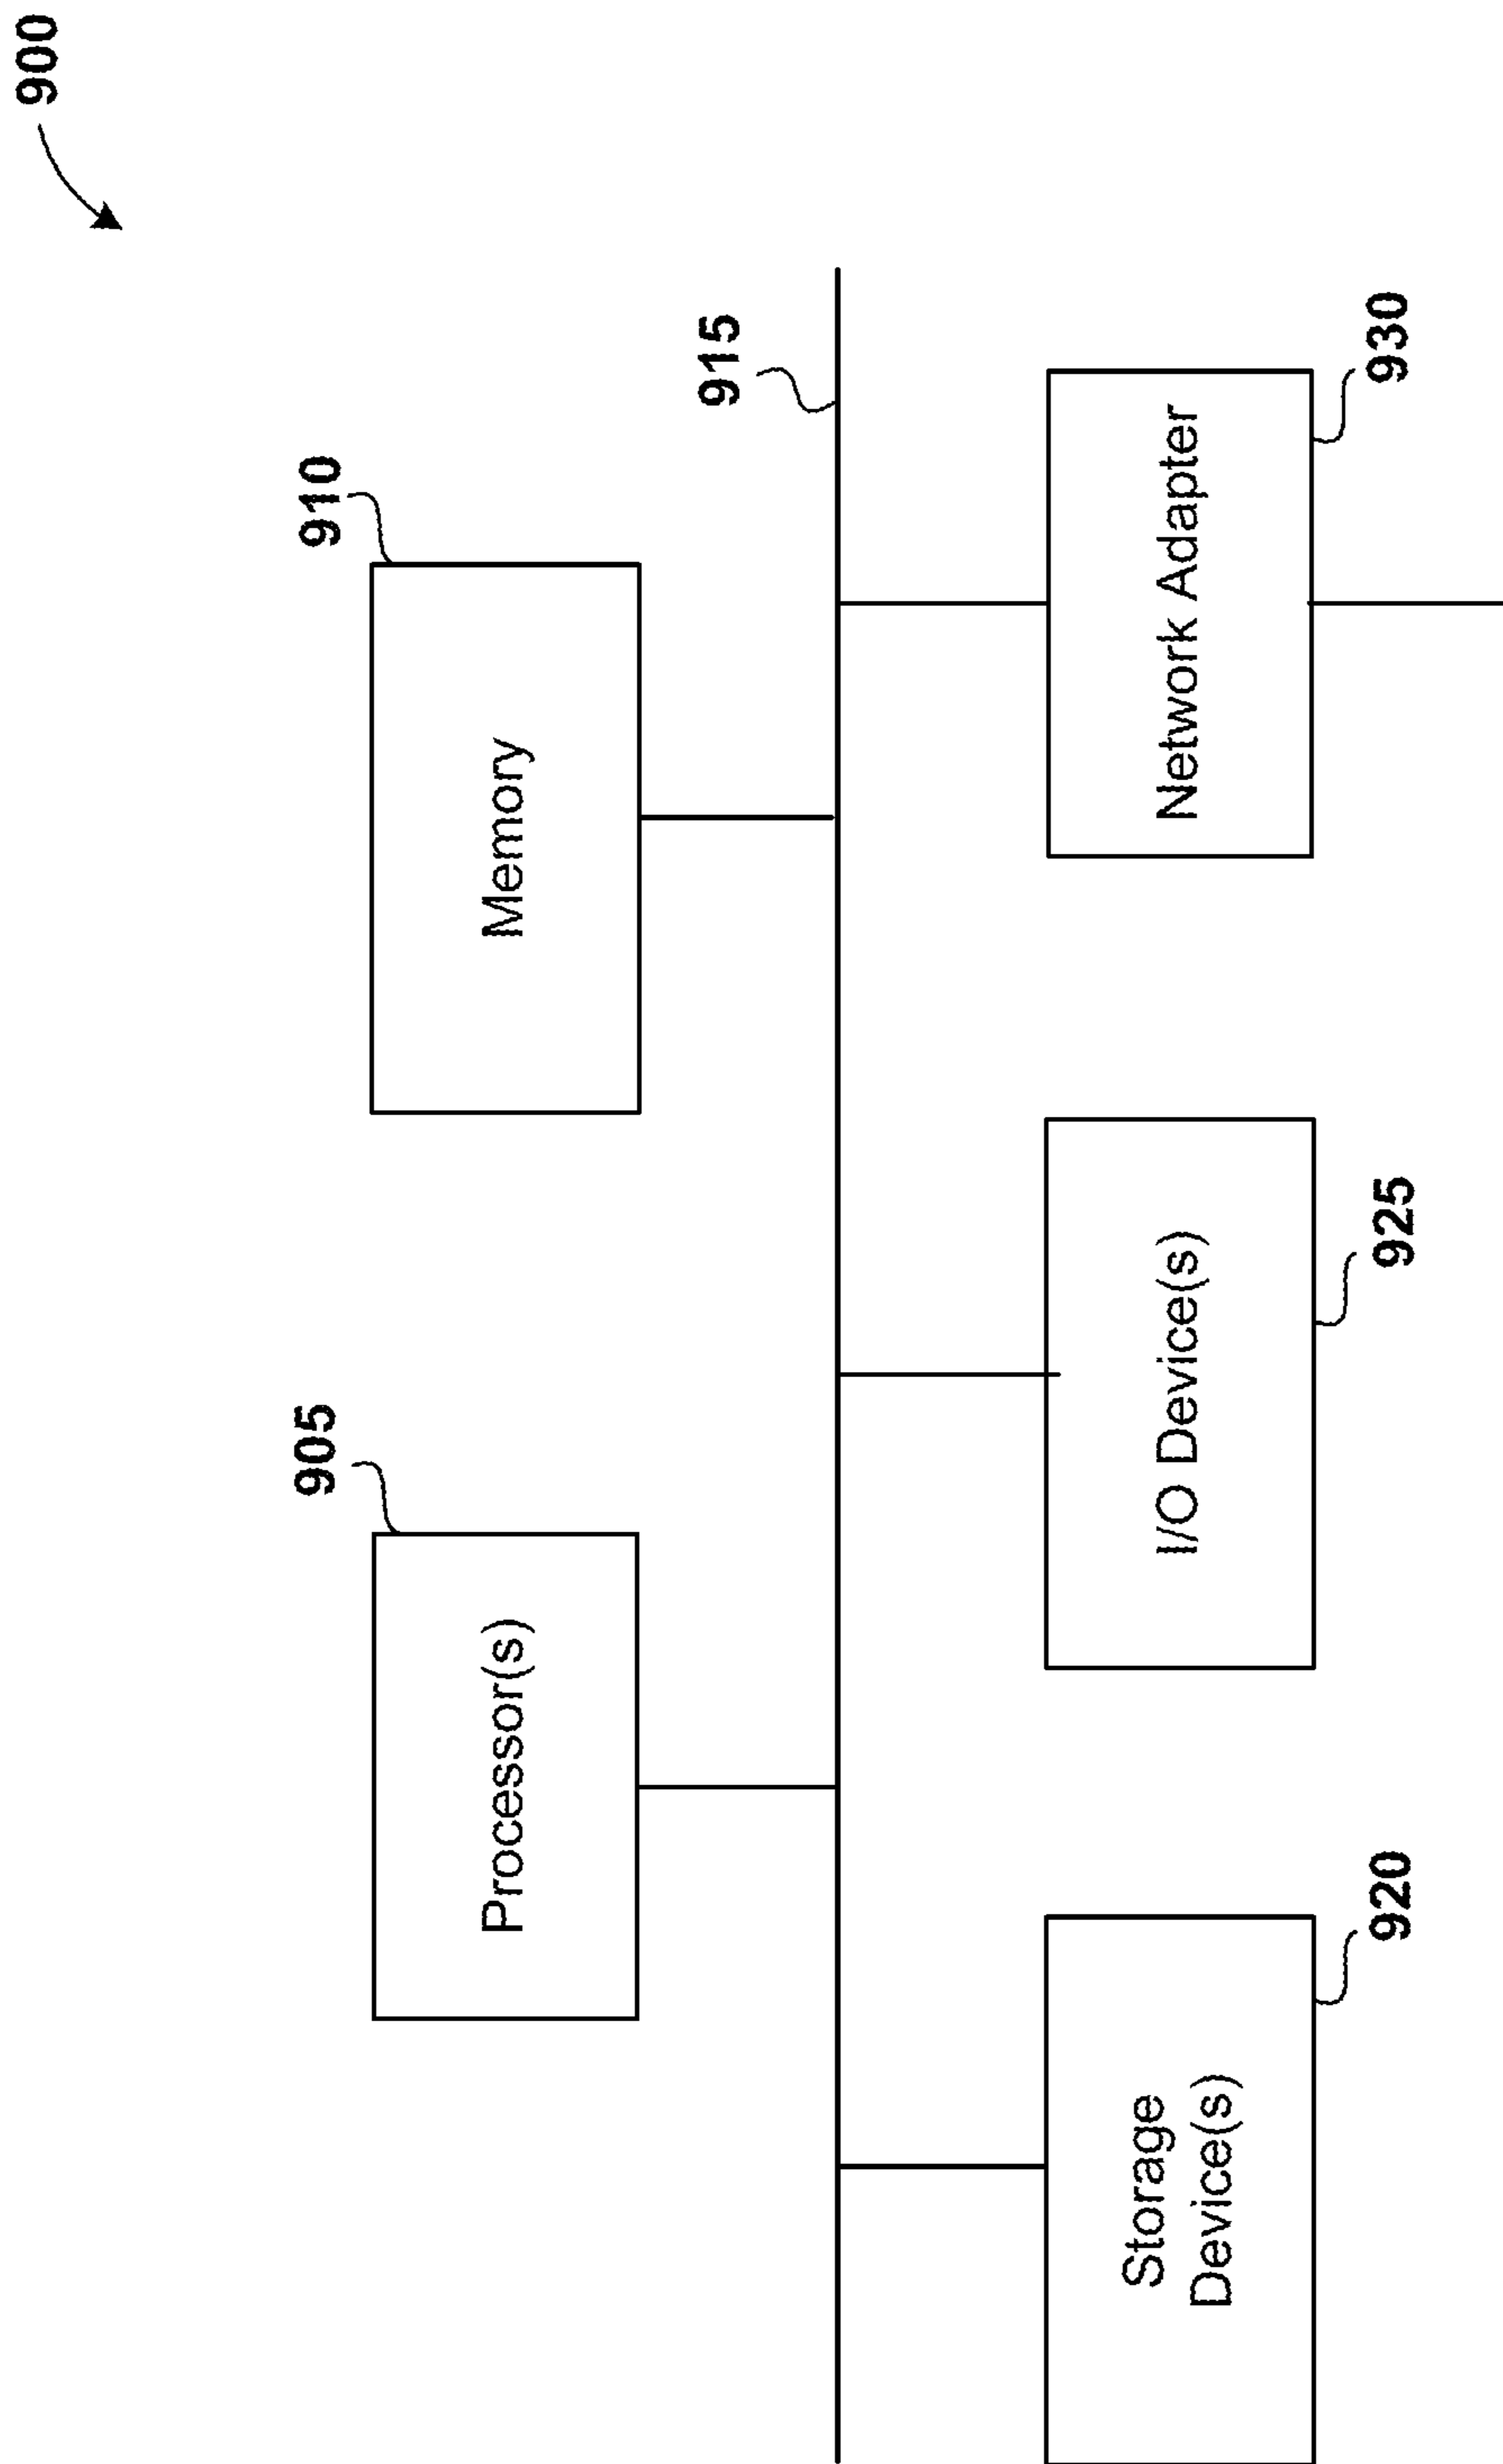 900
905
Processor(s)
910
Memory
915
Storage
Device(s)
920
I/O Device(s)
925
Network Adapter
930